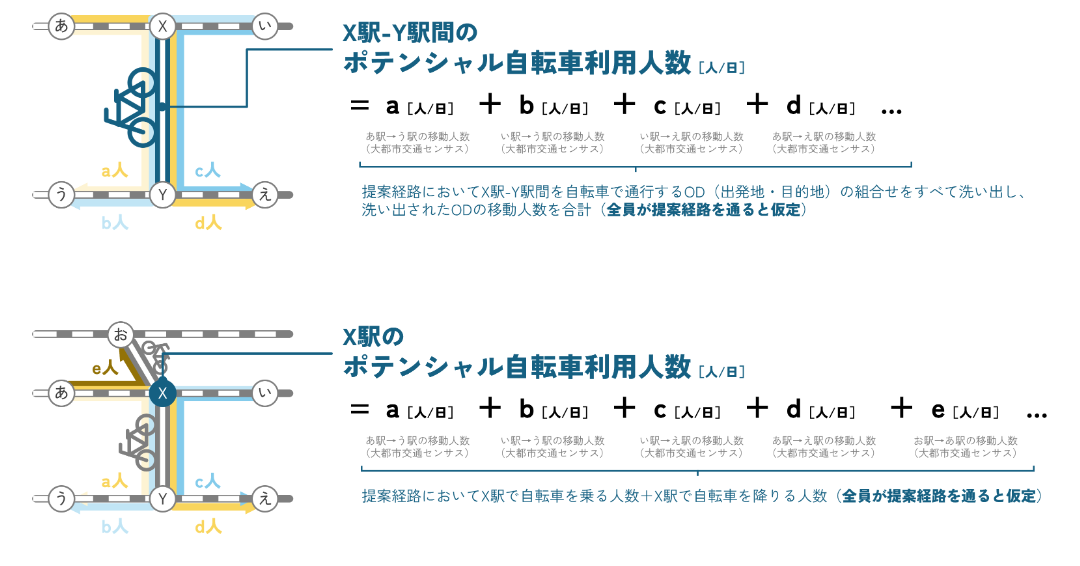 あ
X
い
X駅-Y駅間の
ポテンシャル自転車利用人数 [人/日]
= a [人/日] + b [人/日] + c [人/日] + d [人/日] …
あ駅→う駅の移動人数
(大都市交通センサス)
い駅→う駅の移動人数
(大都市交通センサス)
い駅→え駅の移動人数
(大都市交通センサス)
あ駅→え駅の移動人数
(大都市交通センサス)
a人
c人
う
Y
え
b人
d人
提案経路においてX駅-Y駅間を自転車で通行するOD（出発地・目的地）の組合せをすべて洗い出し、
洗い出されたODの移動人数を合計（全員が提案経路を通ると仮定）
お
e人
あ
X
い
X駅の
ポテンシャル自転車利用人数 [人/日]
= a [人/日] + b [人/日] + c [人/日] + d [人/日] + e [人/日] …
あ駅→う駅の移動人数
(大都市交通センサス)
い駅→う駅の移動人数
(大都市交通センサス)
い駅→え駅の移動人数
(大都市交通センサス)
あ駅→え駅の移動人数
(大都市交通センサス)
お駅→あ駅の移動人数
(大都市交通センサス)
a人
c人
う
Y
え
b人
d人
提案経路においてX駅で自転車を乗る人数＋X駅で自転車を降りる人数（全員が提案経路を通ると仮定）